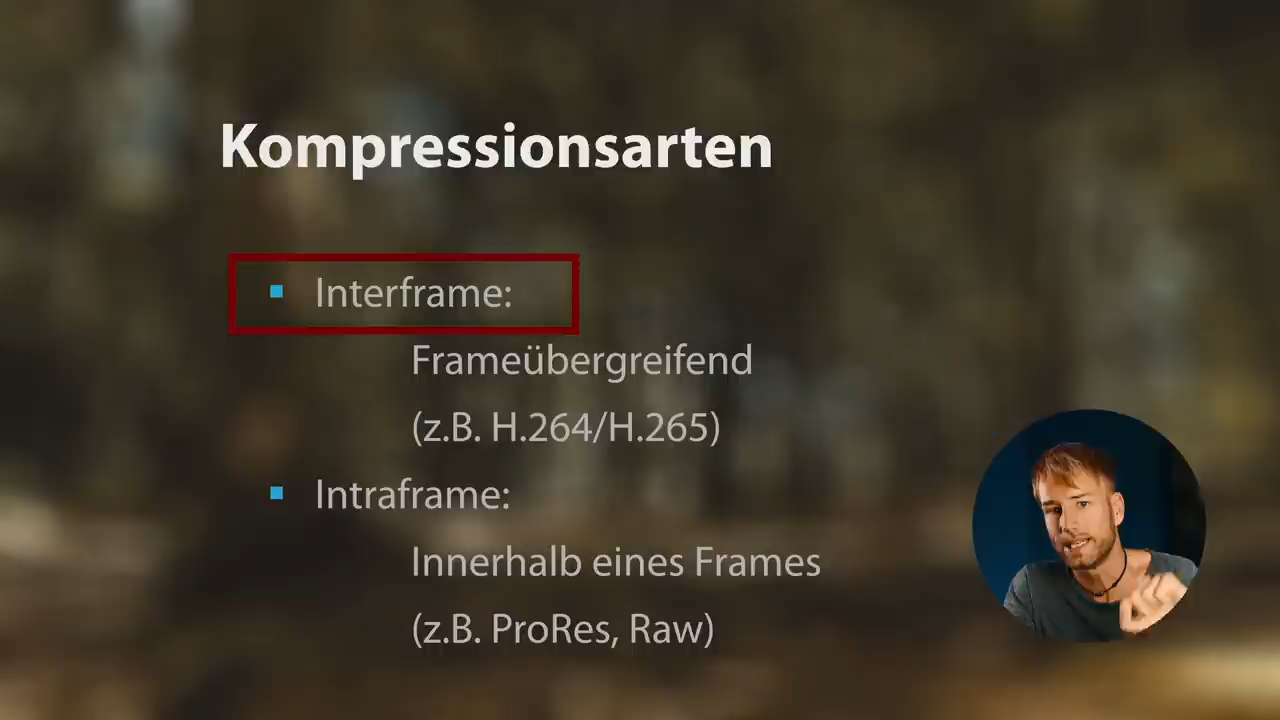 Kompressionsarten
Interframe:
Frameübergreifend
(z.B. H.264/H.265)
Intraframe:
Innerhalb eines Frames
(z.B. ProRes, Raw)